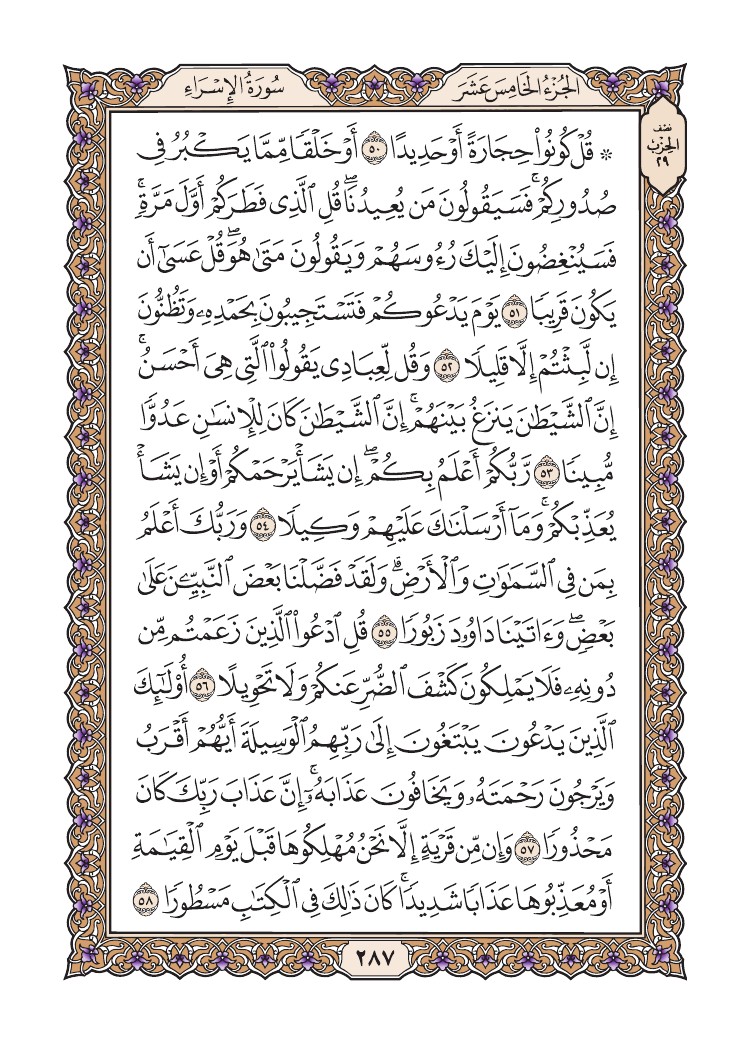 الجُزْءُ الخَامِسَ عَشَرَ
سُورَةُ الإِسْرَاءِ
نصف
الحزب
٢٩
۞ قُلْ كُونُوا۟ حِجَارَةً أَوْ حَدِيدًا ٥٠ أَوْ خَلْقًا مِّمَّا يَكْبُرُ فِى
صُدُورِكُمْ ۚ فَسَيَقُولُونَ مَن يُعِيدُنَا ۖ قُلِ ٱلَّذِى فَطَرَكُمْ أَوَّلَ مَرَّةٍ ۚ
فَسَيُنْغِضُونَ إِلَيْكَ رُءُوسَهُمْ وَيَقُولُونَ مَتَىٰ هُوَ ۖ قُلْ عَسَىٰٓ أَن
يَكُونَ قَرِيبًا ٥١ يَوْمَ يَدْعُوكُمْ فَتَسْتَجِيبُونَ بِحَمْدِهِۦ وَتَظُنُّونَ
إِن لَّبِثْتُمْ إِلَّا قَلِيلًا ٥٢ وَقُل لِّعِبَادِى يَقُولُوا۟ ٱلَّتِى هِىَ أَحْسَنُ ۚ
إِنَّ ٱلشَّيْطَٰنَ يَنزَغُ بَيْنَهُمْ ۚ إِنَّ ٱلشَّيْطَٰنَ كَانَ لِلْإِنسَٰنِ عَدُوًّا
مُّبِينًا ٥٣ رَّبُّكُمْ أَعْلَمُ بِكُمْ ۖ إِن يَشَأْ يَرْحَمْكُمْ أَوْ إِن يَشَأْ
يُعَذِّبْكُمْ ۚ وَمَآ أَرْسَلْنَٰكَ عَلَيْهِمْ وَكِيلًا ٥٤ وَرَبُّكَ أَعْلَمُ
بِمَن فِى ٱلسَّمَٰوَٰتِ وَٱلْأَرْضِ ۗ وَلَقَدْ فَضَّلْنَا بَعْضَ ٱلنَّبِيِّـۧنَ عَلَىٰ
بَعْضٍ ۖ وَءَاتَيْنَا دَاوُۥدَ زَبُورًا ٥٥ قُلِ ٱدْعُوا۟ ٱلَّذِينَ زَعَمْتُم مِّن
دُونِهِۦ فَلَا يَمْلِكُونَ كَشْفَ ٱلضُّرِّ عَنكُمْ وَلَا تَحْوِيلًا ٥٦ أُو۟لَٰٓئِكَ
ٱلَّذِينَ يَدْعُونَ يَبْتَغُونَ إِلَىٰ رَبِّهِمُ ٱلْوَسِيلَةَ أَيُّهُمْ أَقْرَبُ
وَيَرْجُونَ رَحْمَتَهُۥ وَيَخَافُونَ عَذَابَهُۥٓ ۚ إِنَّ عَذَابَ رَبِّكَ كَانَ
مَحْذُورًا ٥٧ وَإِن مِّن قَرْيَةٍ إِلَّا نَحْنُ مُهْلِكُوهَا قَبْلَ يَوْمِ ٱلْقِيَٰمَةِ
أَوْ مُعَذِّبُوهَا عَذَابًا شَدِيدًا ۚ كَانَ ذَٰلِكَ فِى ٱلْكِتَٰبِ مَسْطُورًا ٥٨
٢٨٧